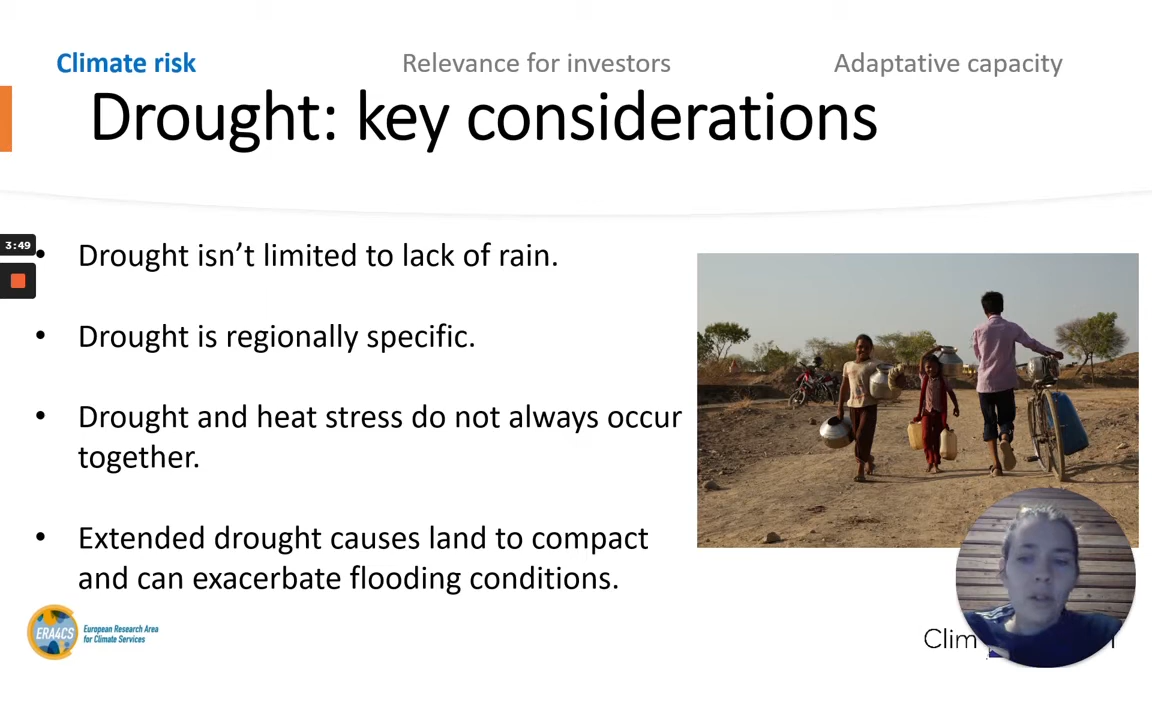 Climate risk Relevance for investors Adaptative capacity
Drought: key considerations
3:49
• Drought isn’t limited to lack of rain.
• Drought is regionally specific.
• Drought and heat stress do not always occur
together.
• Extended drought causes land to compact
and can exacerbate flooding conditions.
ERA4CS
European Research Area
for Climate Services
Clim